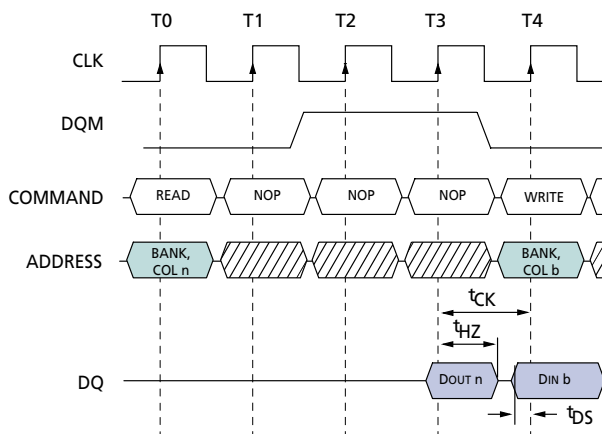 T0 T1 T2 T3 T4
CLK
DQM
COMMAND READ NOP NOP NOP WRITE
ADDRESS BANK, COL n BANK, COL b
tCK
tHZ
DQ DOUT n DIN b
tDS